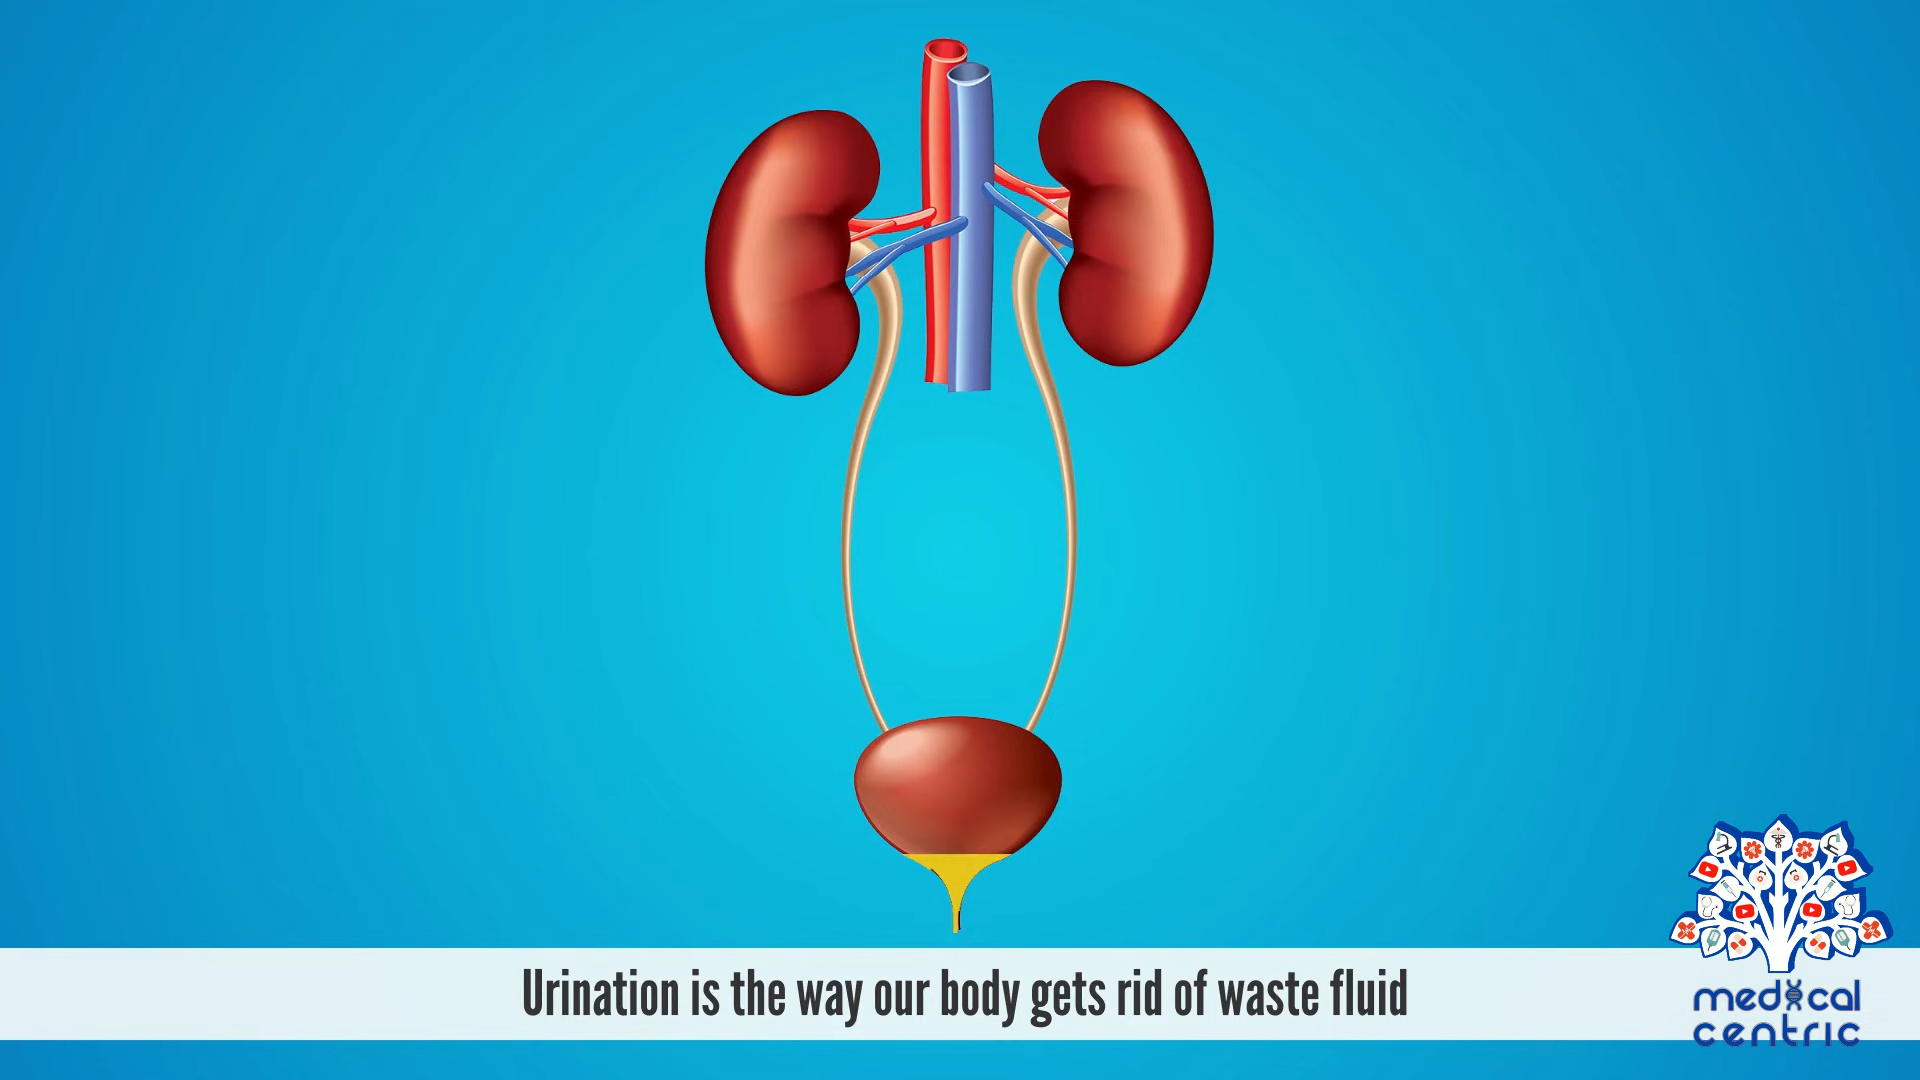 Urination is the way our body gets rid of waste fluid
medical
centric